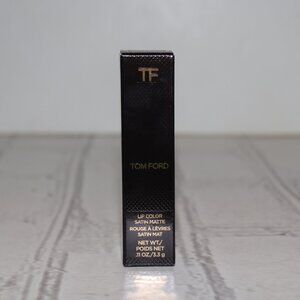 TF
TOM FORD
LIP COLOR
SATIN MATTE
ROUGE À LÈVRES
SATIN MAT
NET WT/
POIDS NET
.11 OZ/3.3 g